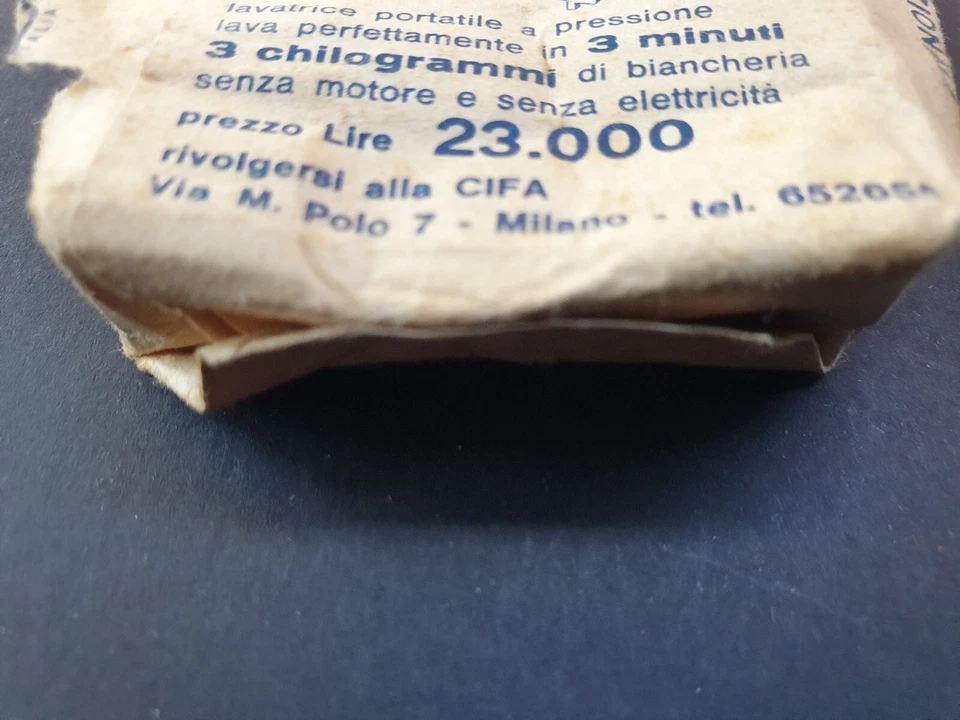 lavatrice portatile a pressione
lava perfettamente in 3 minuti
3 chilogrammi di biancheria
senza motore e senza elettricità
prezzo Lire 23.000
rivolgersi alla CIFA
Via M. Polo 7 - Milano - tel.